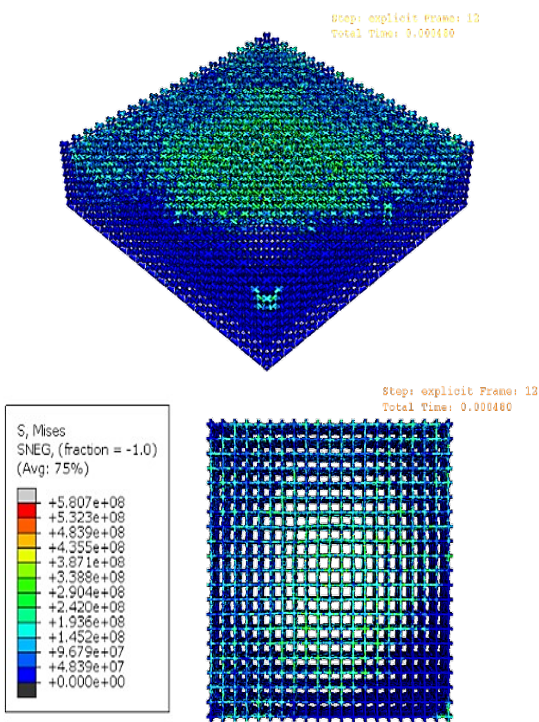 Step: explicit Frame: 12
Total Time: 0.000480
Step: explicit Frame: 12
Total Time: 0.000480
S, Mises
SNEG, (fraction = -1.0)
(Avg: 75%)
+5.807e+08
+5.323e+08
+4.839e+08
+4.355e+08
+3.871e+08
+3.388e+08
+2.904e+08
+2.420e+08
+1.936e+08
+1.452e+08
+9.679e+07
+4.839e+07
+0.000e+00